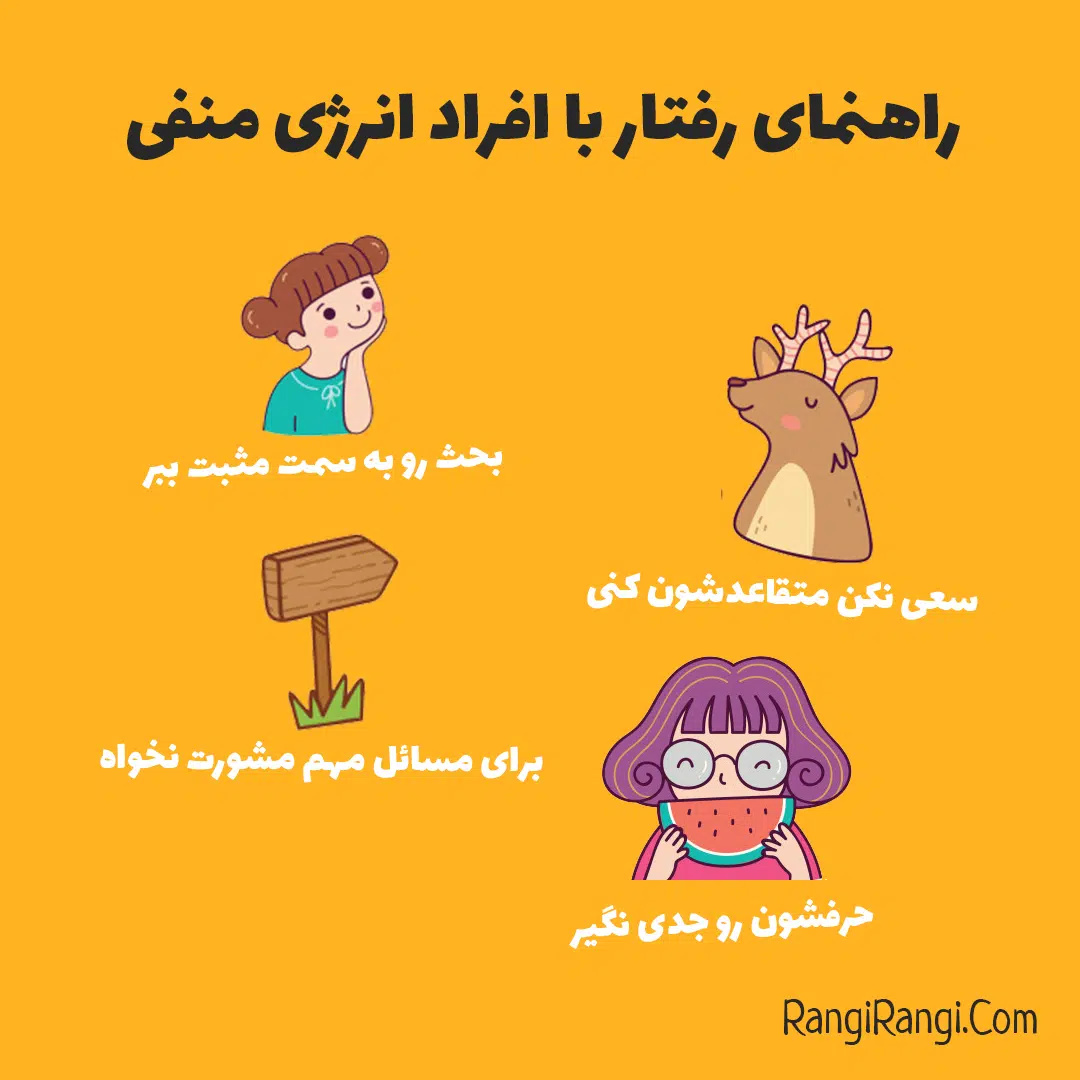 راهنمای رفتار با افراد انرژی منفی
بحث رو به سمت مثبت ببر
سعی نکن متقاعدشون کنی
برای مسائل مهم مشورت نخواه
حرفشون رو جدی نگیر
RangiRangi.Com